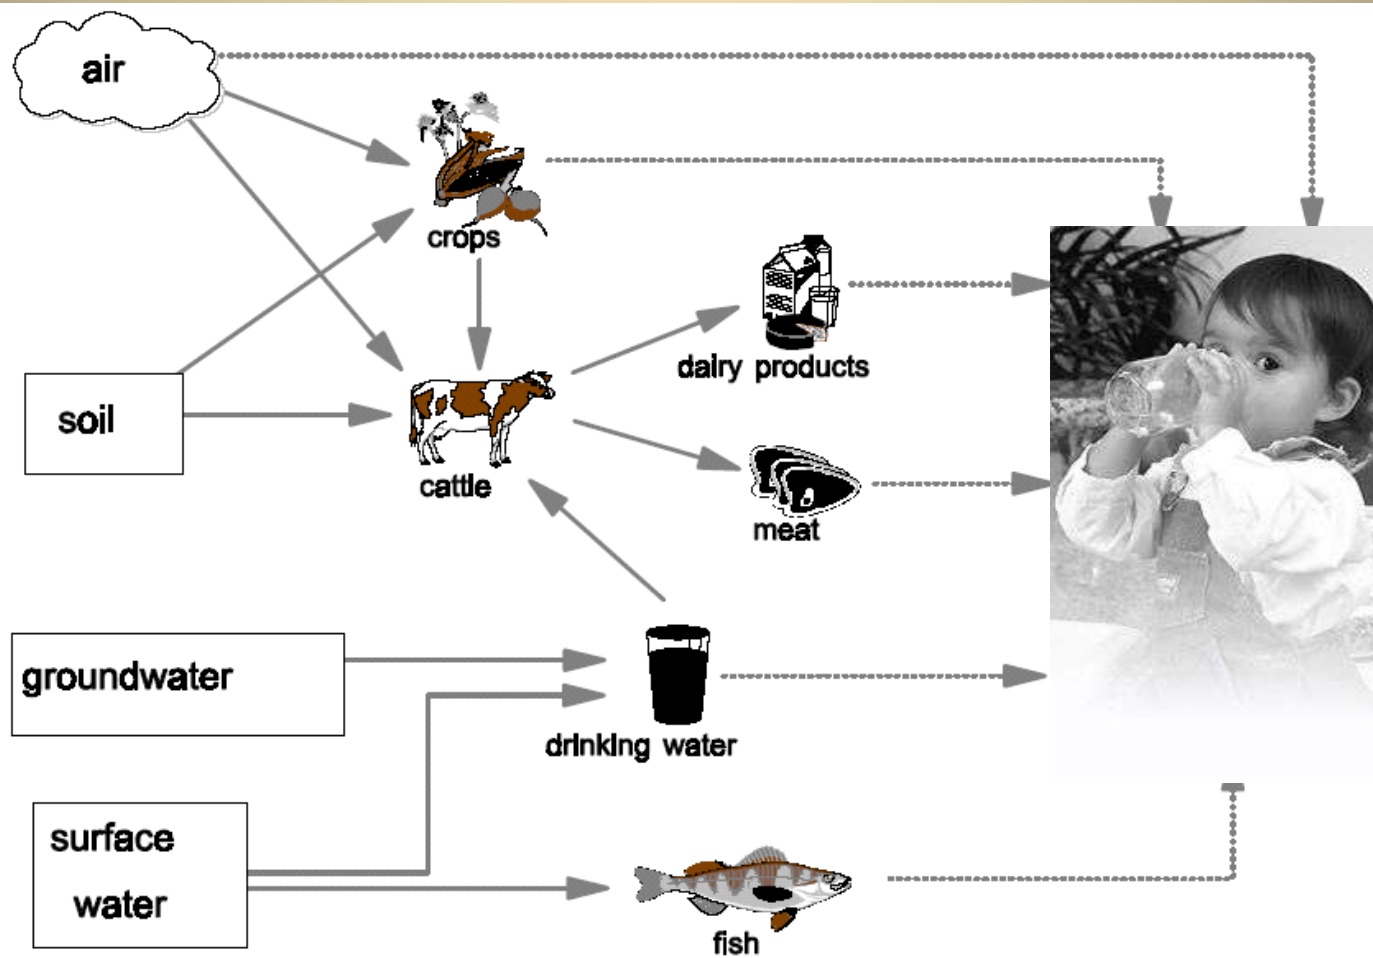 air
crops
dairy products
soil
cattle
meat
groundwater
drinking water
surface
water
fish